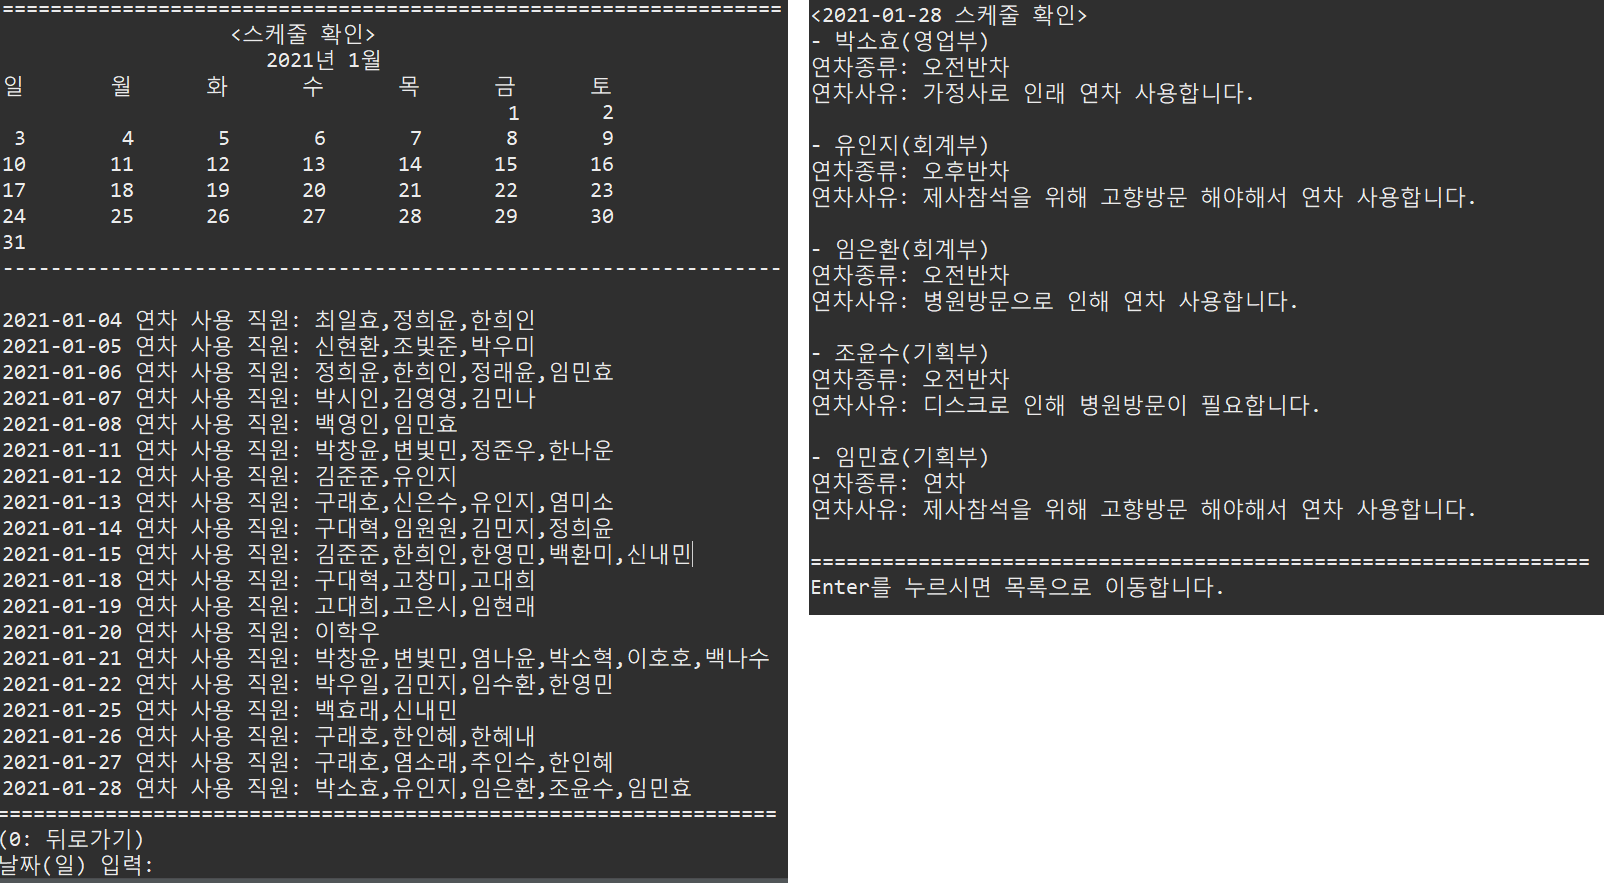 =================================================================
<스케줄 확인>
2021년 1월
일 월 화 수 목 금 토
1 2
3 4 5 6 7 8 9
10 11 12 13 14 15 16
17 18 19 20 21 22 23
24 25 26 27 28 29 30
31
-----------------------------------------------------------------
2021-01-04 연차 사용 직원: 최일효,정희윤,한희인
2021-01-05 연차 사용 직원: 신현환,조빛준,박우미
2021-01-06 연차 사용 직원: 정희윤,한희인,정래윤,임민효
2021-01-07 연차 사용 직원: 박시인,김영영,김민나
2021-01-08 연차 사용 직원: 백영인,임민효
2021-01-11 연차 사용 직원: 박창윤,변빛민,정준우,한나운
2021-01-12 연차 사용 직원: 김준준,유인지
2021-01-13 연차 사용 직원: 구래호,신은수,유인지,염미소
2021-01-14 연차 사용 직원: 구대혁,임원원,김민지,정희윤
2021-01-15 연차 사용 직원: 김준준,한희인,한영민,백환미,신내민
2021-01-18 연차 사용 직원: 구대혁,고창미,고대희
2021-01-19 연차 사용 직원: 고대희,고은시,임현래
2021-01-20 연차 사용 직원: 이학우
2021-01-21 연차 사용 직원: 박창윤,변빛민,염나윤,박소혁,이호호,백나수
2021-01-22 연차 사용 직원: 박우일,김민지,임수환,한영민
2021-01-25 연차 사용 직원: 백효래,신내민
2021-01-26 연차 사용 직원: 구래호,한인혜,한혜내
2021-01-27 연차 사용 직원: 구래호,염소래,추인수,한인혜
2021-01-28 연차 사용 직원: 박소효,유인지,임은환,조윤수,임민효
=================================================================
(0: 뒤로가기)
날짜(일) 입력:
<2021-01-28 스케줄 확인>
- 박소효(영업부)
연차종류: 오전반차
연차사유: 가정사로 인래 연차 사용합니다.
- 유인지(회계부)
연차종류: 오후반차
연차사유: 제사참석을 위해 고향방문 해야해서 연차 사용합니다.
- 임은환(회계부)
연차종류: 오전반차
연차사유: 병원방문으로 인해 연차 사용합니다.
- 조윤수(기획부)
연차종류: 오전반차
연차사유: 디스크로 인해 병원방문이 필요합니다.
- 임민효(기획부)
연차종류: 연차
연차사유: 제사참석을 위해 고향방문 해야해서 연차 사용합니다.
=================================================================
Enter를 누르시면 목록으로 이동합니다.